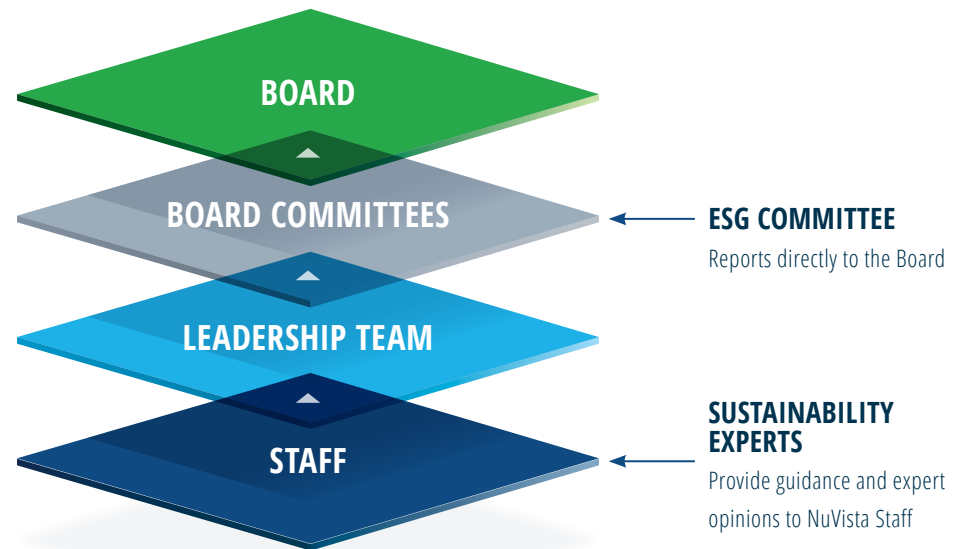 BOARD
BOARD COMMITTEES
ESG COMMITTEE
Reports directly to the Board
LEADERSHIP TEAM
STAFF
SUSTAINABILITY
EXPERTS
Provide guidance and expert
opinions to NuVista Staff